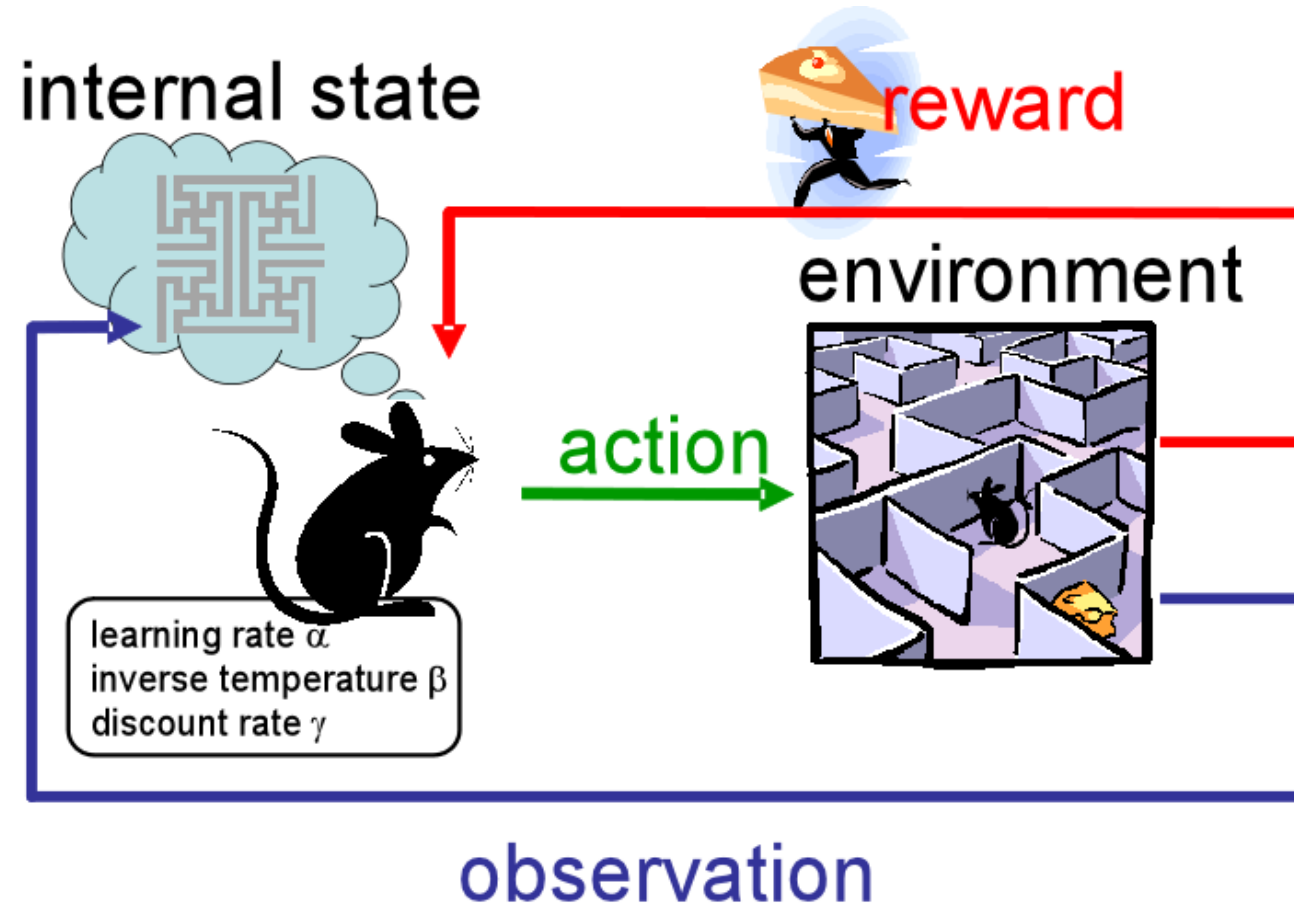 internal state
reward
environment
action
learning rate α
inverse temperature β
discount rate γ
observation